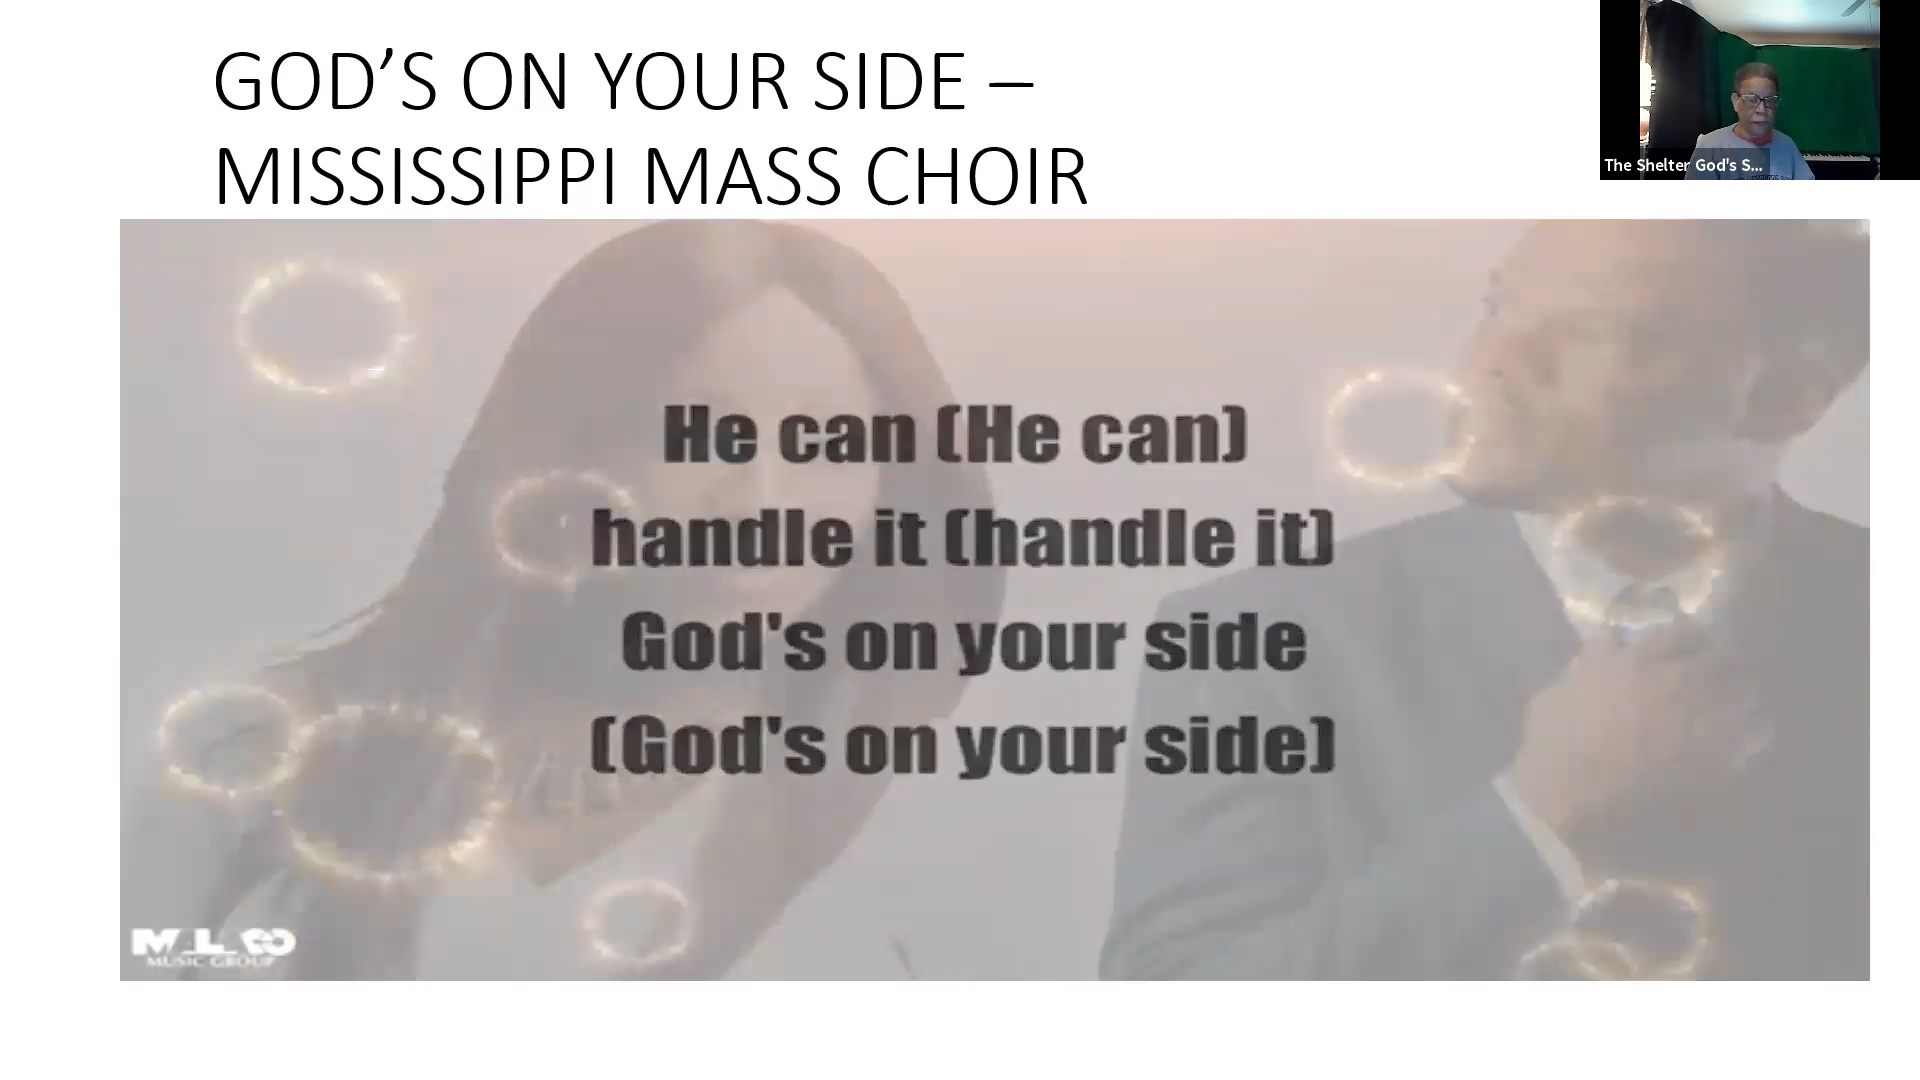 GOD’S ON YOUR SIDE –
MISSISSIPPI MASS CHOIR
The Shelter God's S...
He can (He can)
handle it (handle it)
God's on your side
(God's on your side)
MALACO
MUSIC GROUP